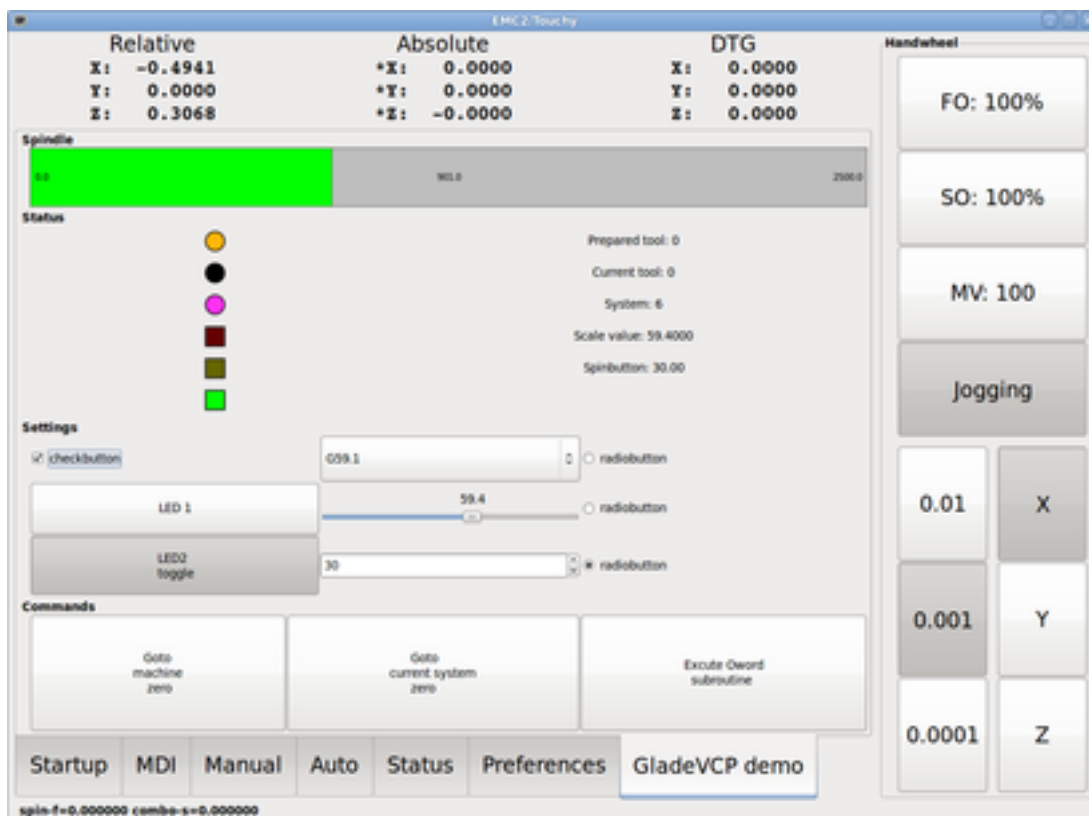 EMC2/Touchy
Relative Absolute DTG
X: -0.4941 *X: 0.0000 X: 0.0000
Y: 0.0000 *Y: 0.0000 Y: 0.0000
Z: 0.3068 *Z: -0.0000 Z: 0.0000
Spindle
0.0 901.0 2500.0
Status
Prepared tool: 0
Current tool: 0
System: 6
Scale value: 59.4000
Spinbutton: 30.00
Settings
checkbutton G59.1 radiobutton
LED 1 59.4 radiobutton
LED2
toggle
30 radiobutton
Commands
Goto
machine
zero
Goto
current system
zero
Excute Oword
subroutine
Startup MDI Manual Auto Status Preferences GladeVCP demo
spin-f=0.000000 combo-s=0.000000
Handwheel
FO: 100%
SO: 100%
MV: 100
Jogging
0.01 X
0.001 Y
0.0001 Z